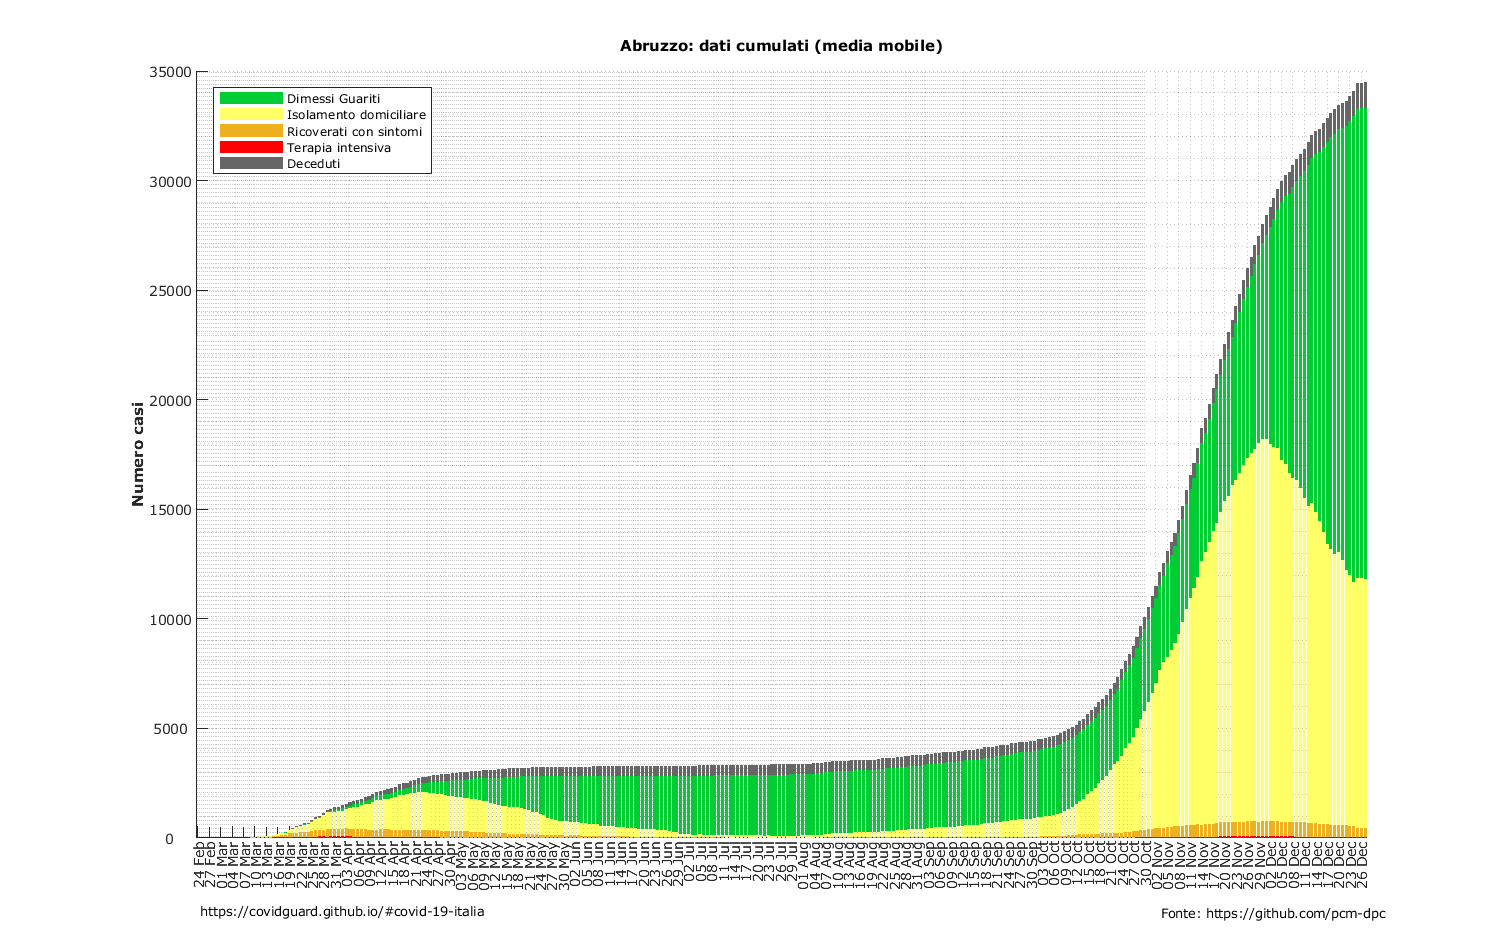 Abruzzo: dati cumulati (media mobile)
35000
30000
25000
20000
15000
10000
5000
0
Numero casi
Dimessi Guariti
Isolamento domiciliare
Ricoverati con sintomi
Terapia intensiva
Deceduti
24 Feb
27 Feb
01 Mar
04 Mar
07 Mar
10 Mar
13 Mar
16 Mar
19 Mar
22 Mar
25 Mar
28 Mar
31 Mar
03 Apr
06 Apr
09 Apr
12 Apr
15 Apr
18 Apr
21 Apr
24 Apr
27 Apr
30 Apr
03 May
06 May
09 May
12 May
15 May
18 May
21 May
24 May
27 May
30 May
02 Jun
05 Jun
08 Jun
11 Jun
14 Jun
17 Jun
20 Jun
23 Jun
26 Jun
29 Jun
02 Jul
05 Jul
08 Jul
11 Jul
14 Jul
17 Jul
20 Jul
23 Jul
26 Jul
29 Jul
01 Aug
04 Aug
07 Aug
10 Aug
13 Aug
16 Aug
19 Aug
22 Aug
25 Aug
28 Aug
31 Aug
03 Sep
06 Sep
09 Sep
12 Sep
15 Sep
18 Sep
21 Sep
24 Sep
27 Sep
30 Sep
03 Oct
06 Oct
09 Oct
12 Oct
15 Oct
18 Oct
21 Oct
24 Oct
27 Oct
30 Oct
02 Nov
05 Nov
08 Nov
11 Nov
14 Nov
17 Nov
20 Nov
23 Nov
26 Nov
29 Nov
02 Dec
05 Dec
08 Dec
11 Dec
14 Dec
17 Dec
20 Dec
23 Dec
26 Dec
https://covidguard.github.io/#covid-19-italia
Fonte: https://github.com/pcm-dpc